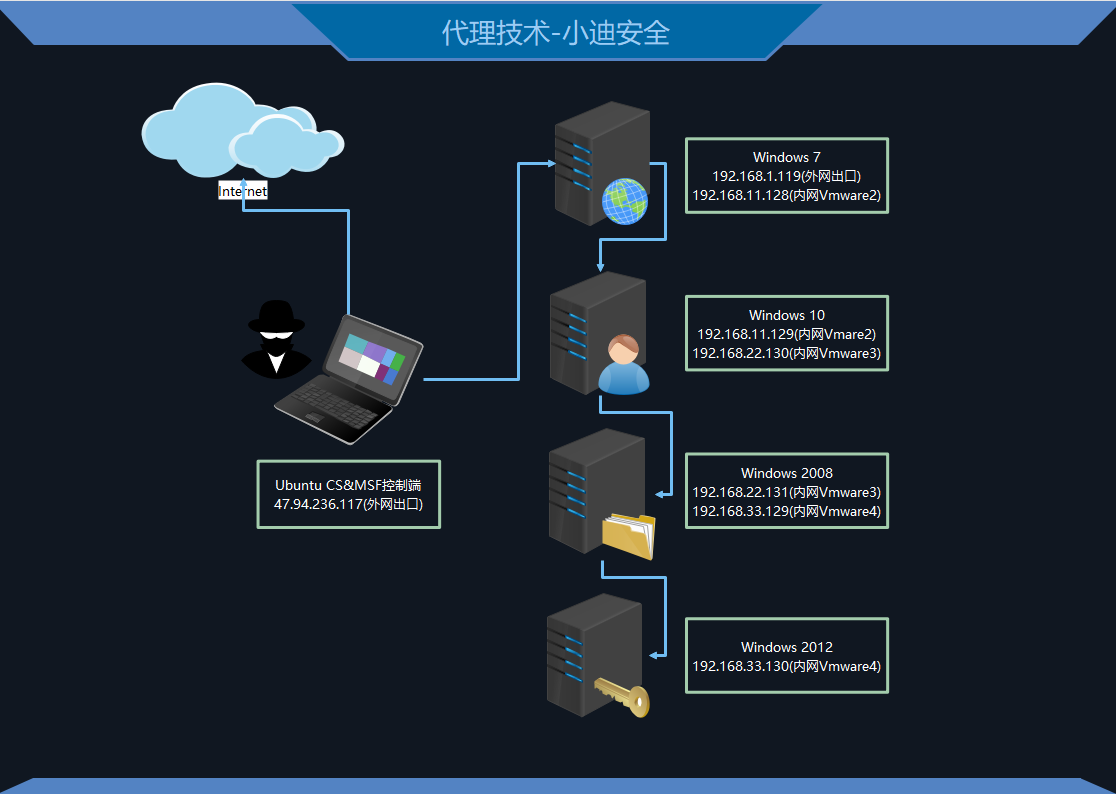 代理技术-小迪安全
Internet
Windows 7
192.168.1.119(外网出口)
192.168.11.128(内网Vmware2)
Windows 10
192.168.11.129(内网Vmare2)
192.168.22.130(内网Vmware3)
Ubuntu CS&MSF控制端
47.94.236.117(外网出口)
Windows 2008
192.168.22.131(内网Vmware3)
192.168.33.129(内网Vmware4)
Windows 2012
192.168.33.130(内网Vmware4)